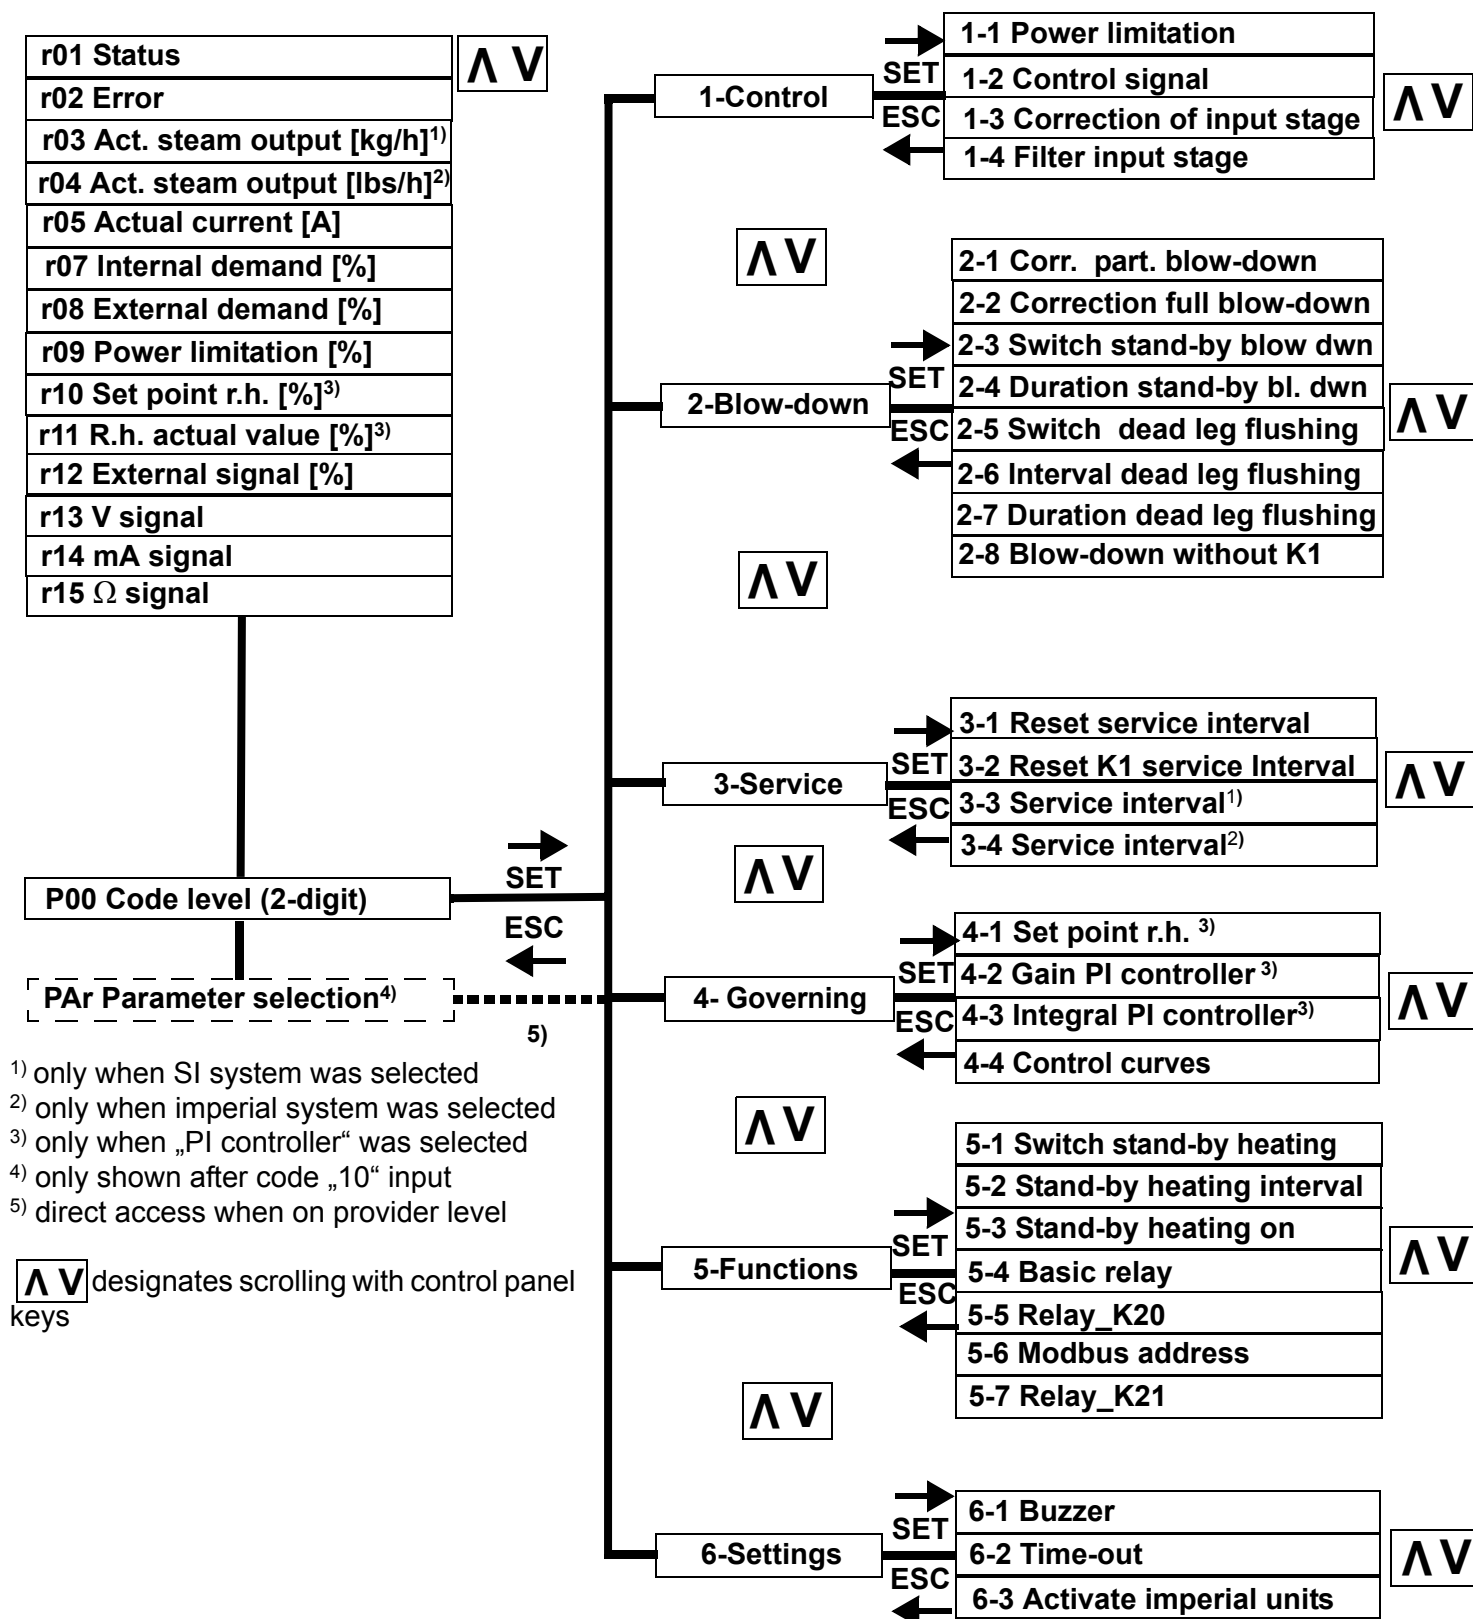 r01 Status
r02 Error
r03 Act. steam output [kg/h]1)
r04 Act. steam output [lbs/h]2)
r05 Actual current [A]
r07 Internal demand [%]
r08 External demand [%]
r09 Power limitation [%]
r10 Set point r.h. [%]3)
r11 R.h. actual value [%]3)
r12 External signal [%]
r13 V signal
r14 mA signal
r15 Ω signal
Λ V
P00 Code level (2-digit)
SET
ESC
PAr Parameter selection4)
5)
1) only when SI system was selected
2) only when imperial system was selected
3) only when „PI controller“ was selected
4) only shown after code „10“ input
5) direct access when on provider level
Λ V designates scrolling with control panel
keys
1-Control
SET
ESC
1-1 Power limitation
1-2 Control signal
1-3 Correction of input stage
1-4 Filter input stage
Λ V
Λ V
2-Blow-down
SET
ESC
2-1 Corr. part. blow-down
2-2 Correction full blow-down
2-3 Switch stand-by blow dwn
2-4 Duration stand-by bl. dwn
2-5 Switch dead leg flushing
2-6 Interval dead leg flushing
2-7 Duration dead leg flushing
2-8 Blow-down without K1
Λ V
Λ V
3-Service
SET
ESC
3-1 Reset service interval
3-2 Reset K1 service Interval
3-3 Service interval1)
3-4 Service interval2)
Λ V
Λ V
4- Governing
SET
ESC
4-1 Set point r.h. 3)
4-2 Gain PI controller 3)
4-3 Integral PI controller3)
4-4 Control curves
Λ V
Λ V
5-Functions
SET
ESC
5-1 Switch stand-by heating
5-2 Stand-by heating interval
5-3 Stand-by heating on
5-4 Basic relay
5-5 Relay_K20
5-6 Modbus address
5-7 Relay_K21
Λ V
Λ V
6-Settings
SET
ESC
6-1 Buzzer
6-2 Time-out
6-3 Activate imperial units
Λ V